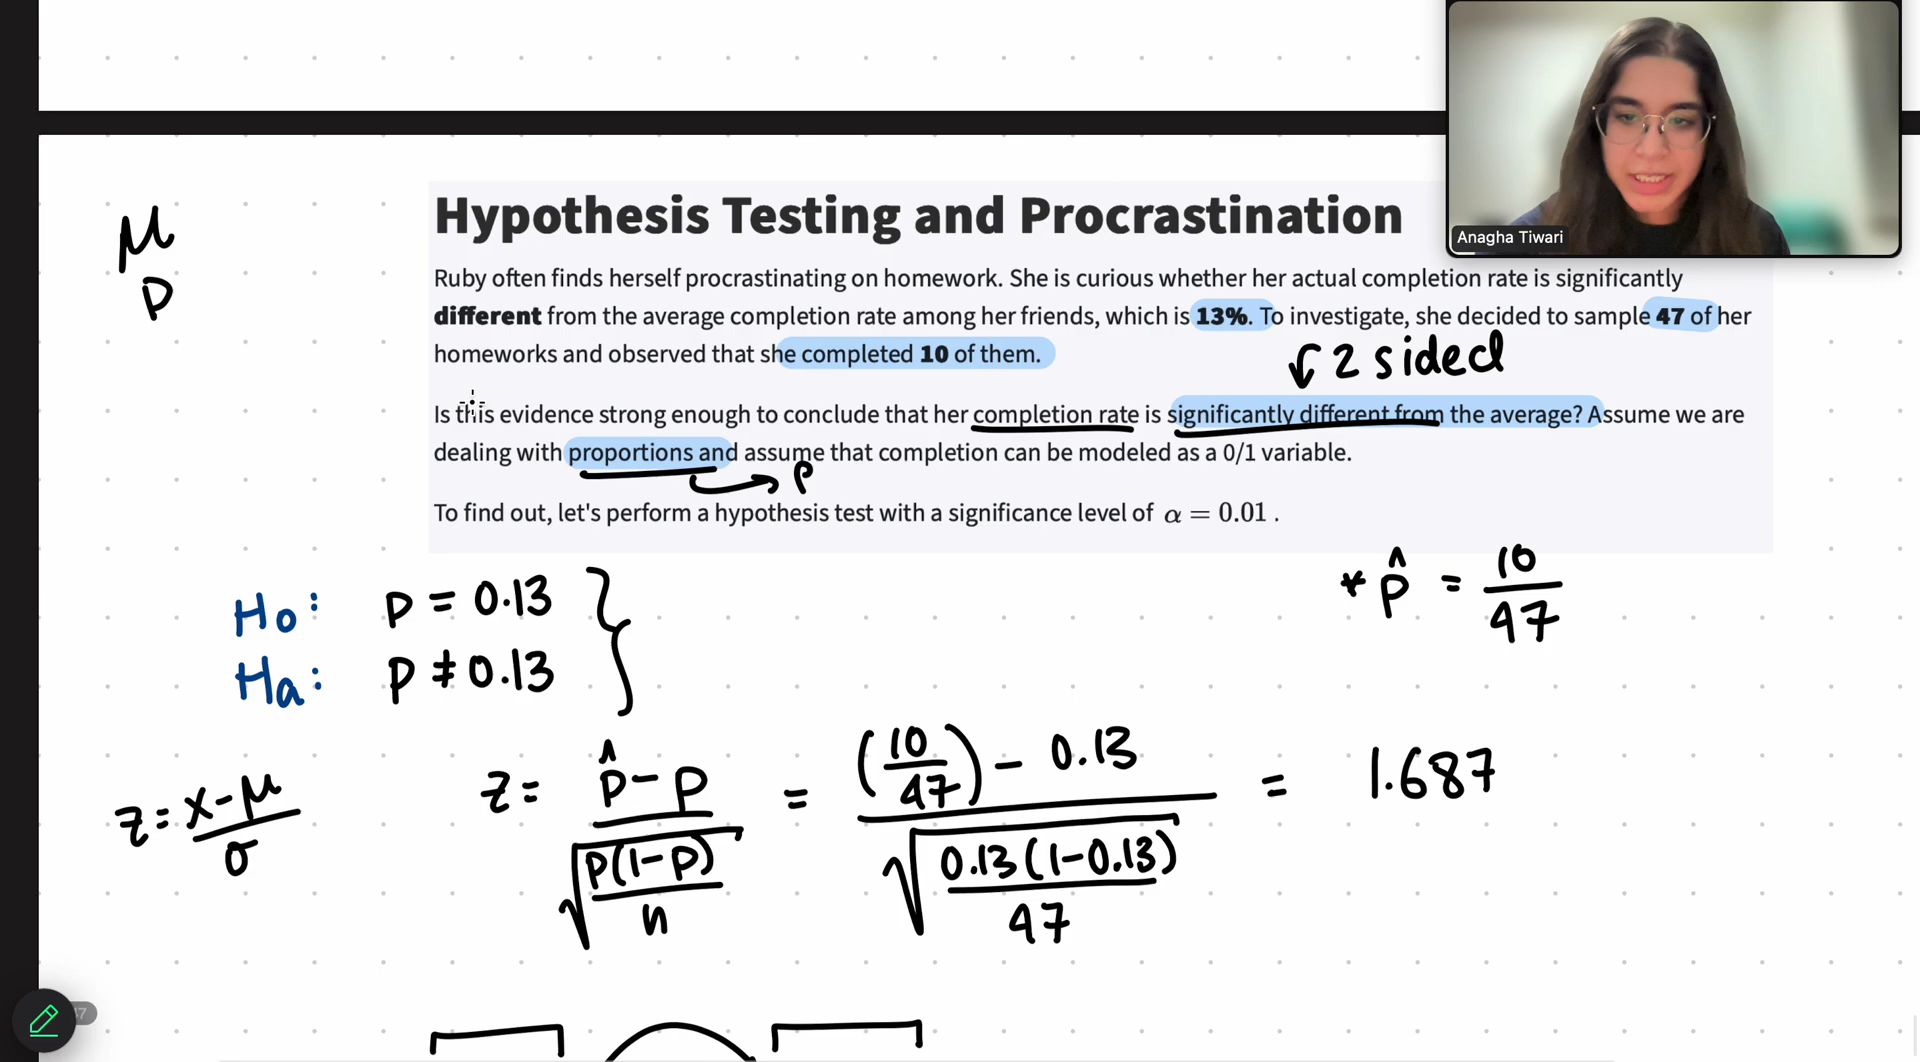 Anagha Tiwari
μ
p
Hypothesis Testing and Procrastination
Ruby often finds herself procrastinating on homework. She is curious whether her actual completion rate is significantly
different from the average completion rate among her friends, which is 13%. To investigate, she decided to sample 47 of her
homeworks and observed that she completed 10 of them.
↙ 2 sided
Is this evidence strong enough to conclude that her completion rate is significantly different from the average? Assume we are
dealing with proportions and assume that completion can be modeled as a 0/1 variable.
→ p
To find out, let's perform a hypothesis test with a significance level of α = 0.01 .
* p̂ = 10/47
Ho: p = 0.13
Ha: p ≠ 0.13
z = (x - μ)/σ
z = (p̂ - p)/√(p(1-p)/n) = ((10/47) - 0.13)/√(0.13(1-0.13)/47) = 1.687